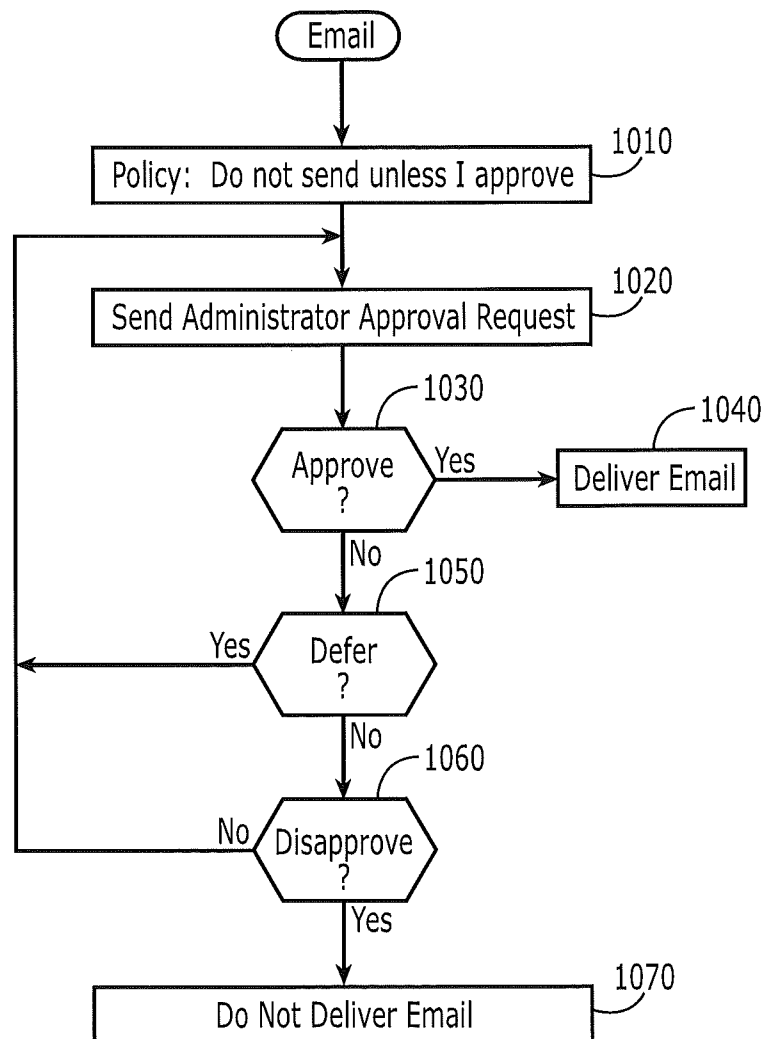 Email
Policy: Do not send unless I approve
1010
Send Administrator Approval Request
1020
Approve
?
1030
Yes
Deliver Email
1040
No
Defer
?
1050
Yes
No
Disapprove
?
1060
No
Yes
Do Not Deliver Email
1070